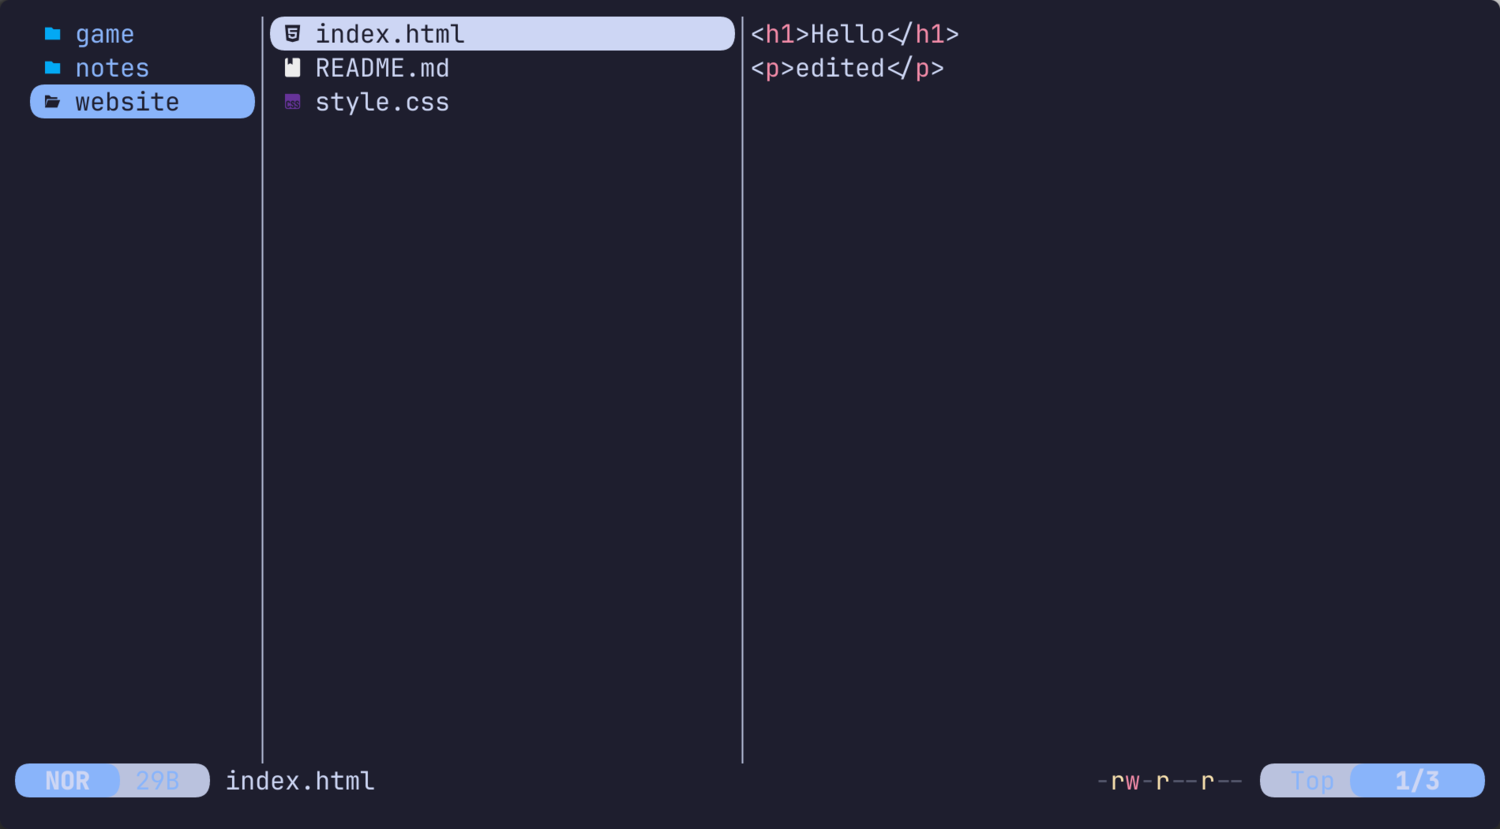 game
notes
website
index.html
README.md
style.css
<h1>Hello</h1>
<p>edited</p>
NOR 29B index.html -rw-r--r-- Top 1/3